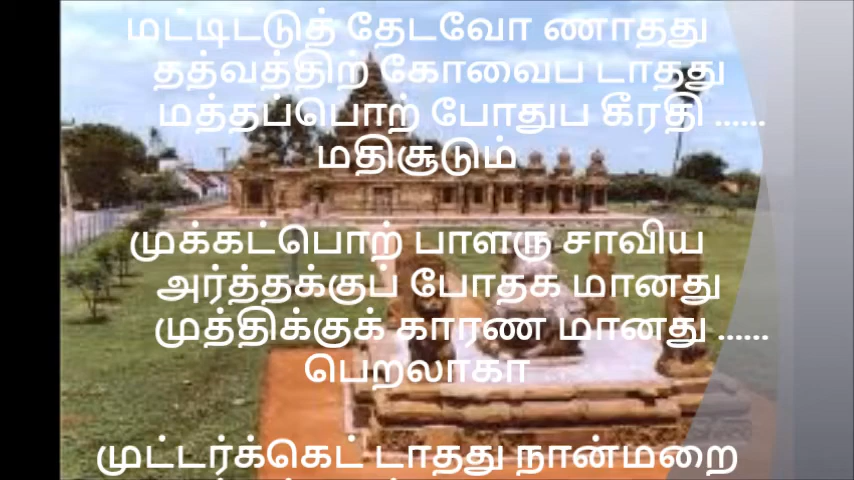 மட்டிட்டுத் தேடவோ ணாதது
தத்வத்திற் கோவைப டாதது
மத்தப்பொற் போதுப கீரதி ......
மதிசூடும்
முக்கட்பொற் பாளரு சாவிய
அர்த்தக்குப் போதக மானது
முத்திக்குக் காரண மானது ......
பெறலாகா
முட்டர்க்கெட் டாதது நான்மறை